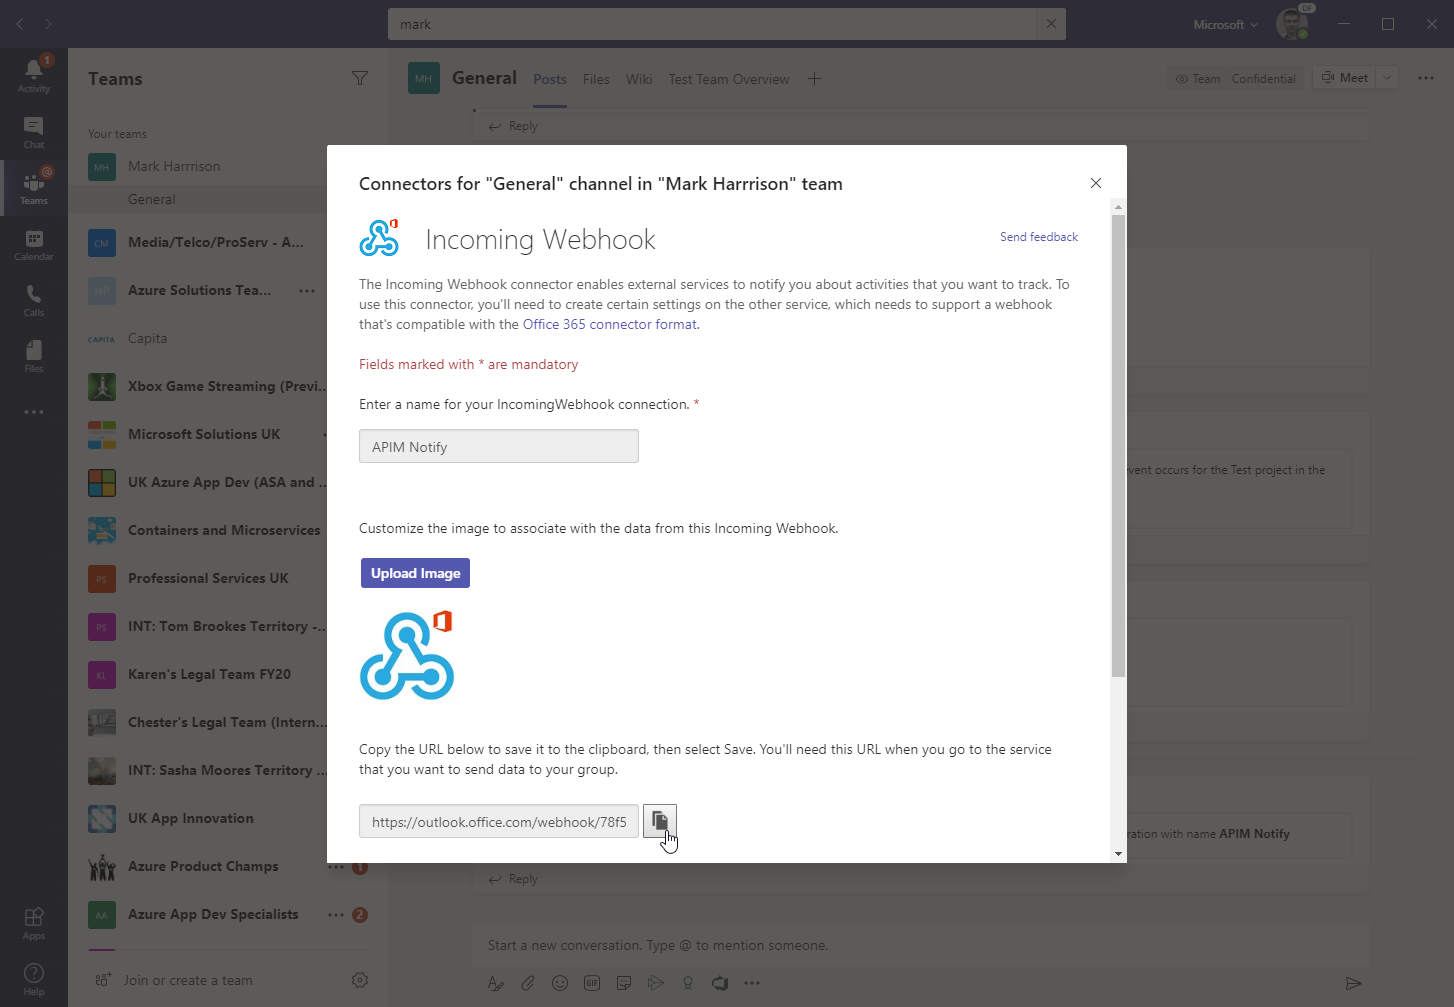 mark
Microsoft
DF
1
Activity
Chat
@
Teams
Calendar
Calls
Files
Apps
Help
Teams
Your teams
MH Mark Harrrison
General
CM Media/Telco/ProServ - A...
HP Azure Solutions Tea... ...
CAPITA Capita
Xbox Game Streaming (Previ...
Microsoft Solutions UK
UK Azure App Dev (ASA and ...
Containers and Microservices
PS Professional Services UK
PS INT: Tom Brookes Territory -...
KL Karen's Legal Team FY20
Chester's Legal Team (Intern...
INT: Sasha Moores Territory ...
UK App Innovation
Azure Product Champs ... 1
AA Azure App Dev Specialists ... 2
Join or create a team
MH General Posts Files Wiki Test Team Overview
Team Confidential Meet
Reply
Connectors for "General" channel in "Mark Harrrison" team
Incoming Webhook
Send feedback
The Incoming Webhook connector enables external services to notify you about activities that you want to track. To
use this connector, you'll need to create certain settings on the other service, which needs to support a webhook
that's compatible with the Office 365 connector format.
Fields marked with * are mandatory
Enter a name for your IncomingWebhook connection. *
APIM Notify
Customize the image to associate with the data from this Incoming Webhook.
Upload Image
Copy the URL below to save it to the clipboard, then select Save. You'll need this URL when you go to the service
that you want to send data to your group.
https://outlook.office.com/webhook/78f5
event occurs for the Test project in the
ration with name APIM Notify
Reply
Start a new conversation. Type @ to mention someone.
GIF